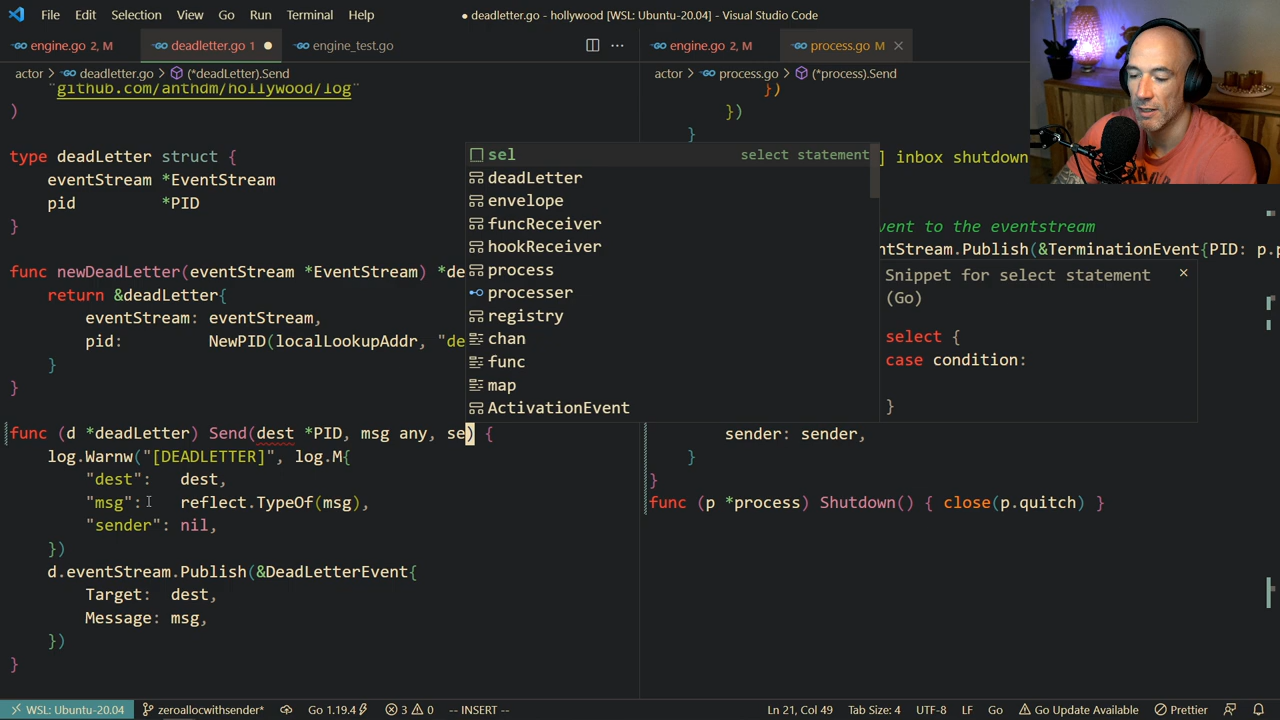 File Edit Selection View Go Run Terminal Help
● deadletter.go - hollywood [WSL: Ubuntu-20.04] - Visual Studio Code
engine.go 2, M
deadletter.go 1
engine_test.go
actor > deadletter.go > (*deadLetter).Send
"github.com/anthdm/hollywood/log"
)
type deadLetter struct {
eventStream *EventStream
pid *PID
}
func newDeadLetter(eventStream *EventStream) *de
return &deadLetter{
eventStream: eventStream,
pid: NewPID(localLookupAddr, "de
}
}
func (d *deadLetter) Send(dest *PID, msg any, se) {
log.Warnw("[DEADLETTER]", log.M{
"dest": dest,
"msg": reflect.TypeOf(msg),
"sender": nil,
})
d.eventStream.Publish(&DeadLetterEvent{
Target: dest,
Message: msg,
})
}
sel select statement
deadLetter
envelope
funcReceiver
hookReceiver
process
processer
registry
chan
func
map
ActivationEvent
engine.go 2, M
process.go M
actor > process.go > (*process).Send
})
})
}
] inbox shutdown
vent to the eventstream
ntStream.Publish(&TerminationEvent{PID: p.p
Snippet for select statement
(Go)
select {
case condition:
}
sender: sender,
}
}
func (p *process) Shutdown() { close(p.quitch) }
WSL: Ubuntu-20.04 zeroallocwithsender* Go 1.19.4 3 0 -- INSERT -- Ln 21, Col 49 Tab Size: 4 UTF-8 LF Go Go Update Available Prettier